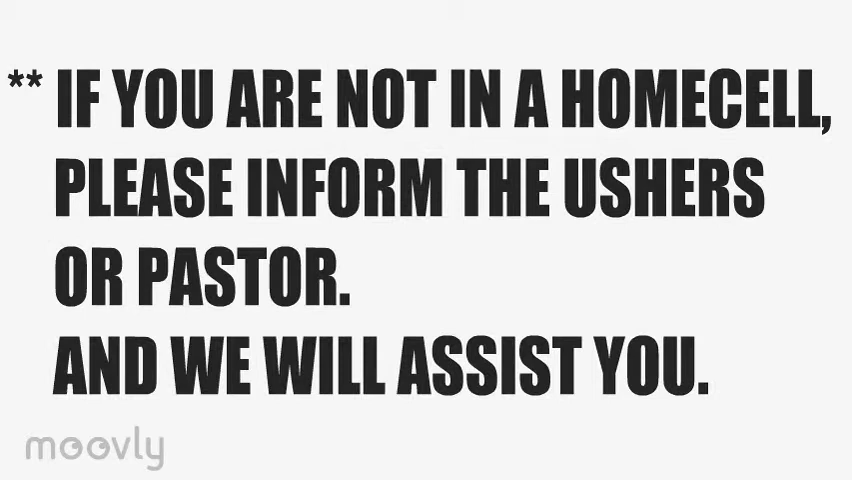 ** IF YOU ARE NOT IN A HOMECELL,
PLEASE INFORM THE USHERS
OR PASTOR.
AND WE WILL ASSIST YOU.
moovly